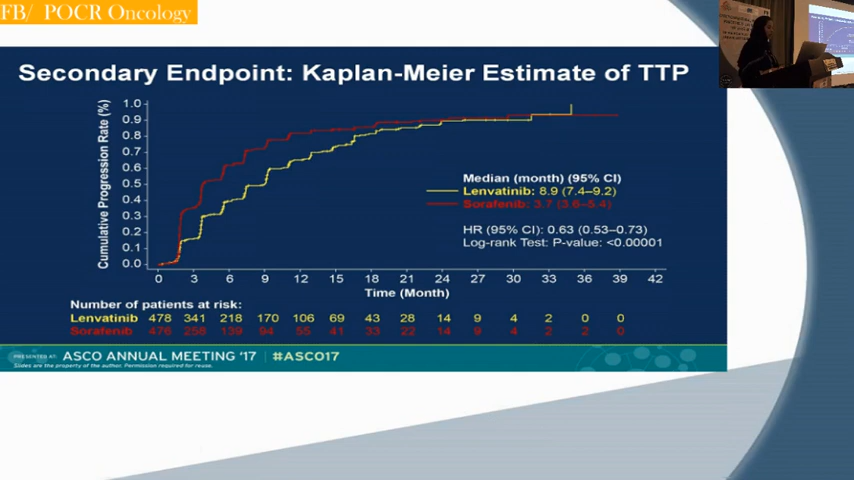 FB/ POCR Oncology
Secondary Endpoint: Kaplan-Meier Estimate of TTP
Cumulative Progression Rate (%)
1.0
0.9
0.8
0.7
0.6
0.5
0.4
0.3
0.2
0.1
0.0
Median (month) (95% CI)
Lenvatinib: 8.9 (7.4–9.2)
Sorafenib: 3.7 (3.6–5.4)
HR (95% CI): 0.63 (0.53–0.73)
Log-rank Test: P-value: <0.00001
0 3 6 9 12 15 18 21 24 27 30 33 36 39 42
Time (Month)
Number of patients at risk:
Lenvatinib 478 341 218 170 106 69 43 28 14 9 4 2 0 0
Sorafenib 476 258 139 94 55 41 33 22 14 9 4 2 2 0
PRESENTED AT: ASCO ANNUAL MEETING '17 | #ASCO17
Slides are the property of the author. Permission required for reuse.